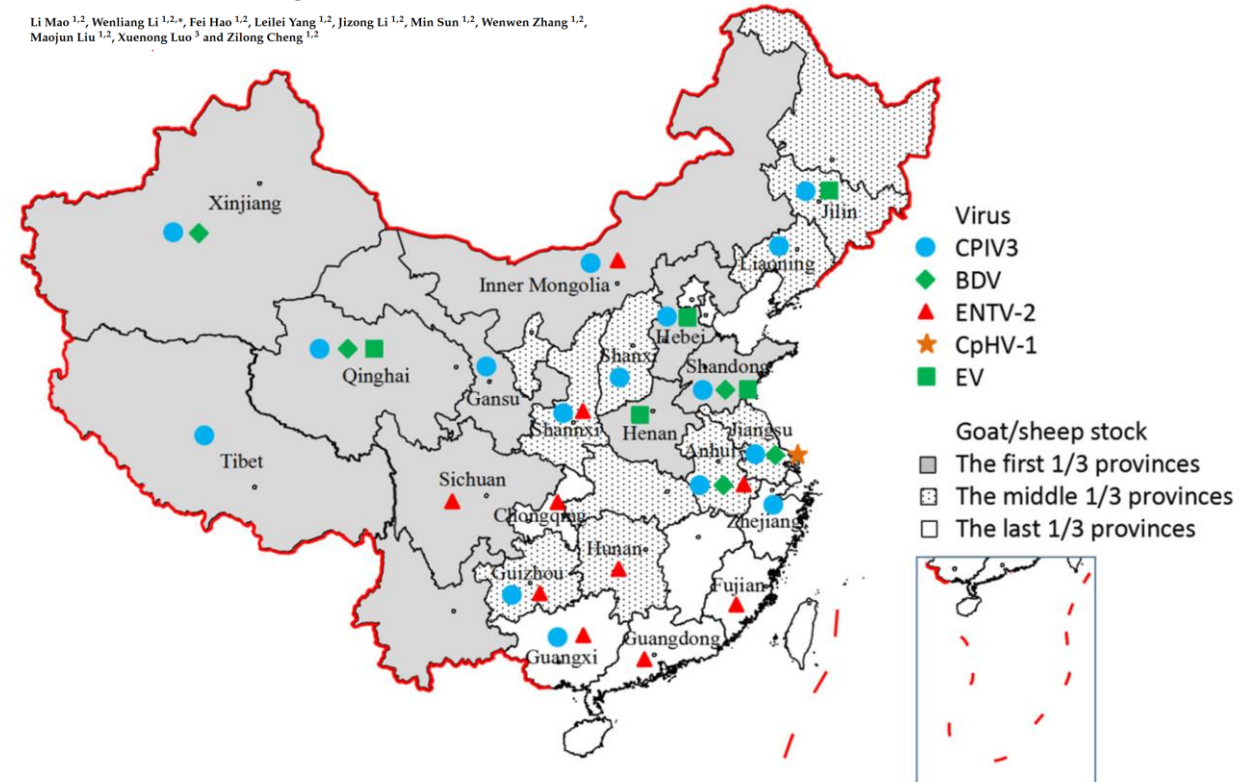 Li Mao 1,2, Wenliang Li 1,2,*, Fei Hao 1,2, Leilei Yang 1,2, Jizong Li 1,2, Min Sun 1,2, Wenwen Zhang 1,2,
Maojun Liu 1,2, Xuenong Luo 3 and Zilong Cheng 1,2
Xinjiang
Jilin
Liaoning
Inner Mongolia
Hebei
Shanxi
Shandong
Qinghai
Gansu
Shannxi
Henan
Jiangsu
Anhui
Tibet
Sichuan
Chongqing
Zhejiang
Hunan
Guizhou
Fujian
Guangdong
Guangxi
Virus
CPIV3
BDV
ENTV-2
CpHV-1
EV
Goat/sheep stock
The first 1/3 provinces
The middle 1/3 provinces
The last 1/3 provinces